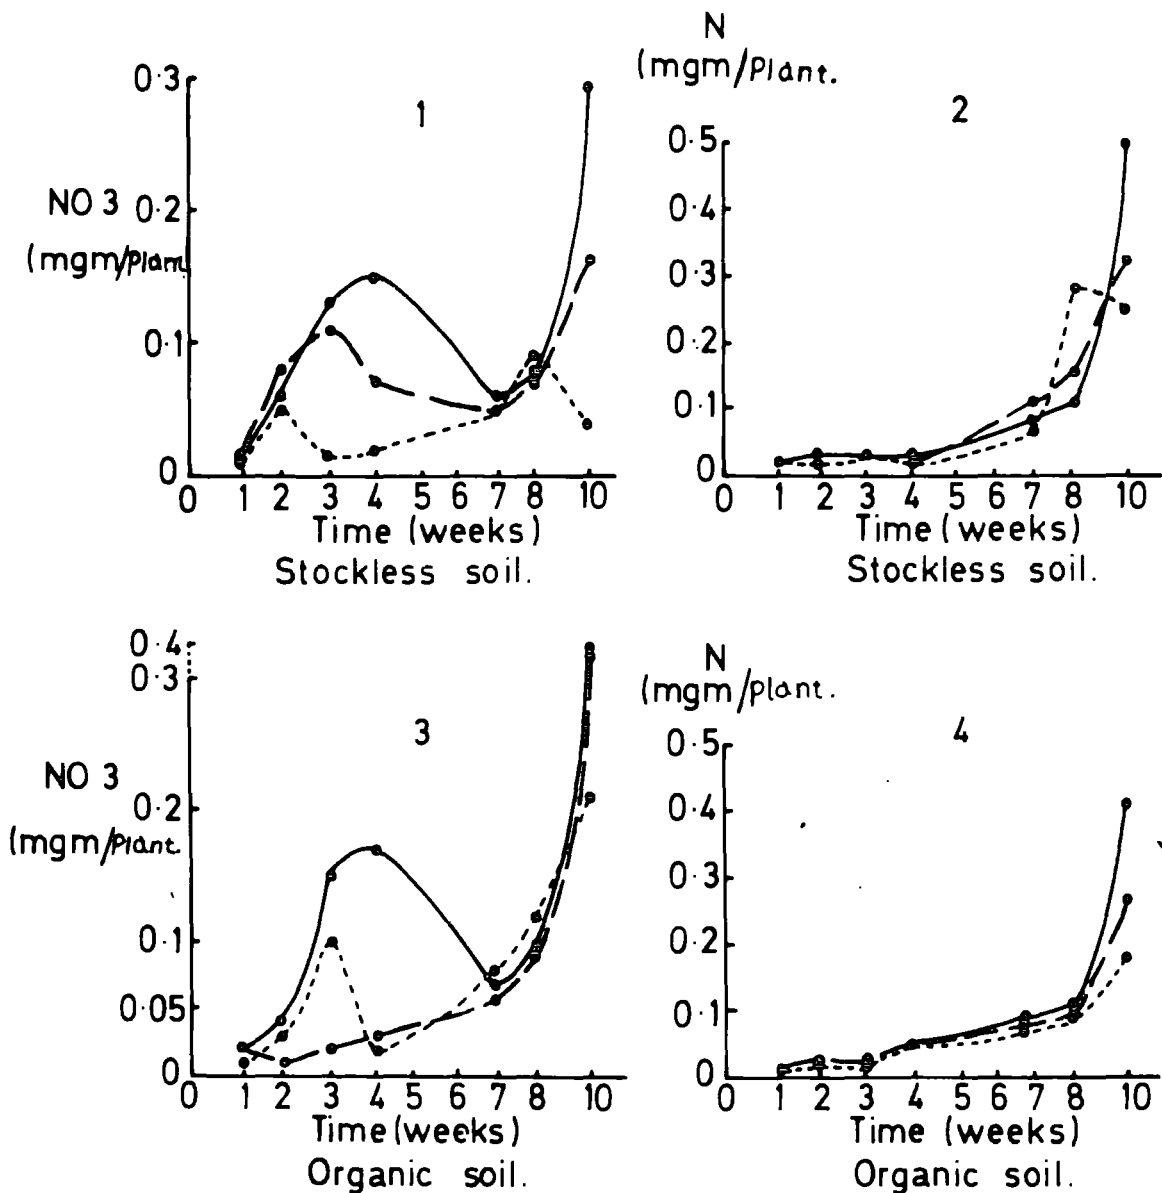 0.3
1
NO 3
0.2
(mgm/Plant
0.1
0
0 1 2 3 4 5 6 7 8 10
Time (weeks)
Stockless soil.
N
(mgm/Plant.
2
0.5
0.4
0.3
0.2
0.1
0
0 1 2 3 4 5 6 7 8 10
Time (weeks)
Stockless soil.
0.4
0.3
3
NO 3
0.2
(mgm/Plant
0.1
0.05
0
0 1 2 3 4 5 6 7 8 10
Time (weeks)
Organic soil.
N
(mgm/Plant.
4
0.5
0.4
0.3
0.2
0.1
0
0 1 2 3 4 5 6 7 8 10
Time (weeks)
Organic soil.